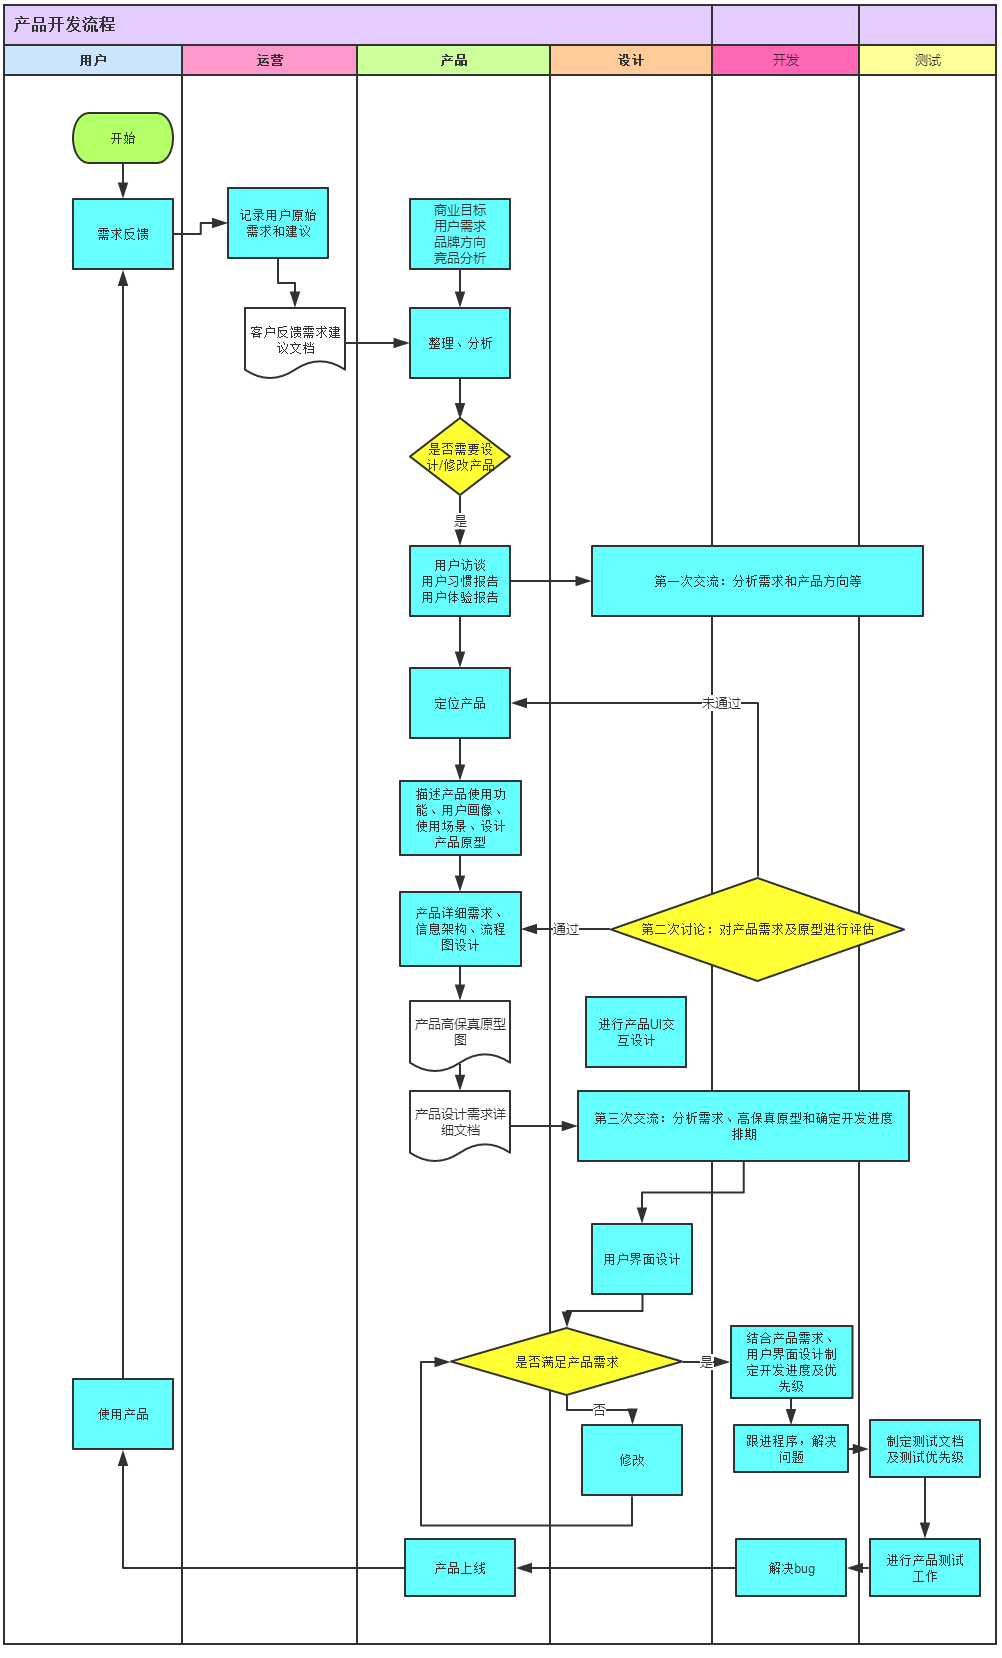 产品开发流程
用户
运营
产品
设计
开发
测试
开始
需求反馈
记录用户原始
需求和建议
商业目标
用户需求
品牌方向
竞品分析
客户反馈需求建
议文档
整理、分析
是否需要设
计/修改产品
是
用户访谈
用户习惯报告
用户体验报告
第一次交流：分析需求和产品方向等
定位产品
未通过
描述产品使用功
能、用户画像、
使用场景、设计
产品原型
产品详细需求、
信息架构、流程
图设计
通过
第二次讨论：对产品需求及原型进行评估
产品高保真原型
图
进行产品UI交
互设计
产品设计需求详
细文档
第三次交流：分析需求、高保真原型和确定开发进度
排期
用户界面设计
是否满足产品需求
是
结合产品需求、
用户界面设计制
定开发进度及优
先级
使用产品
否
修改
跟进程序，解决
问题
制定测试文档
及测试优先级
产品上线
解决bug
进行产品测试
工作